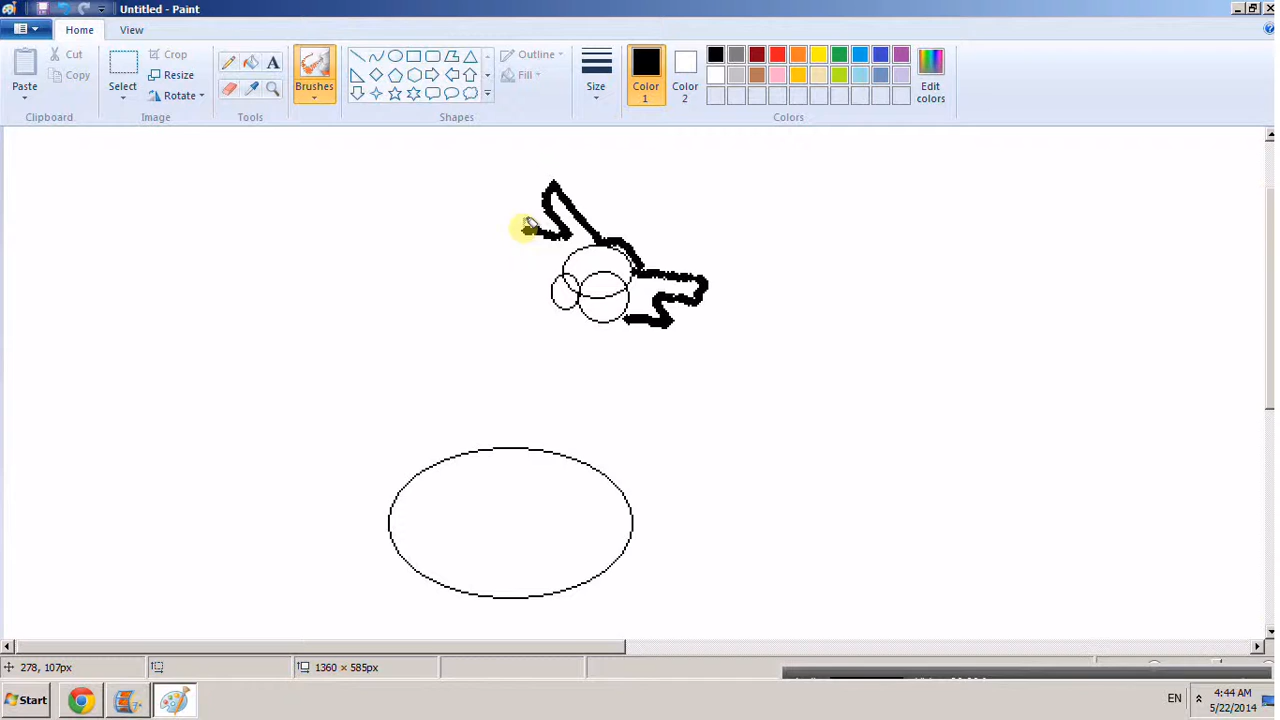 Untitled - Paint
Home View
Paste
Cut
Copy
Clipboard
Select
Crop
Resize
Rotate
Image
A
Tools
Brushes
Outline
Fill
Shapes
Size
Color 1
Color 2
Edit colors
Colors
278, 107px
1360 × 585px
Start
EN
4:44 AM
5/22/2014